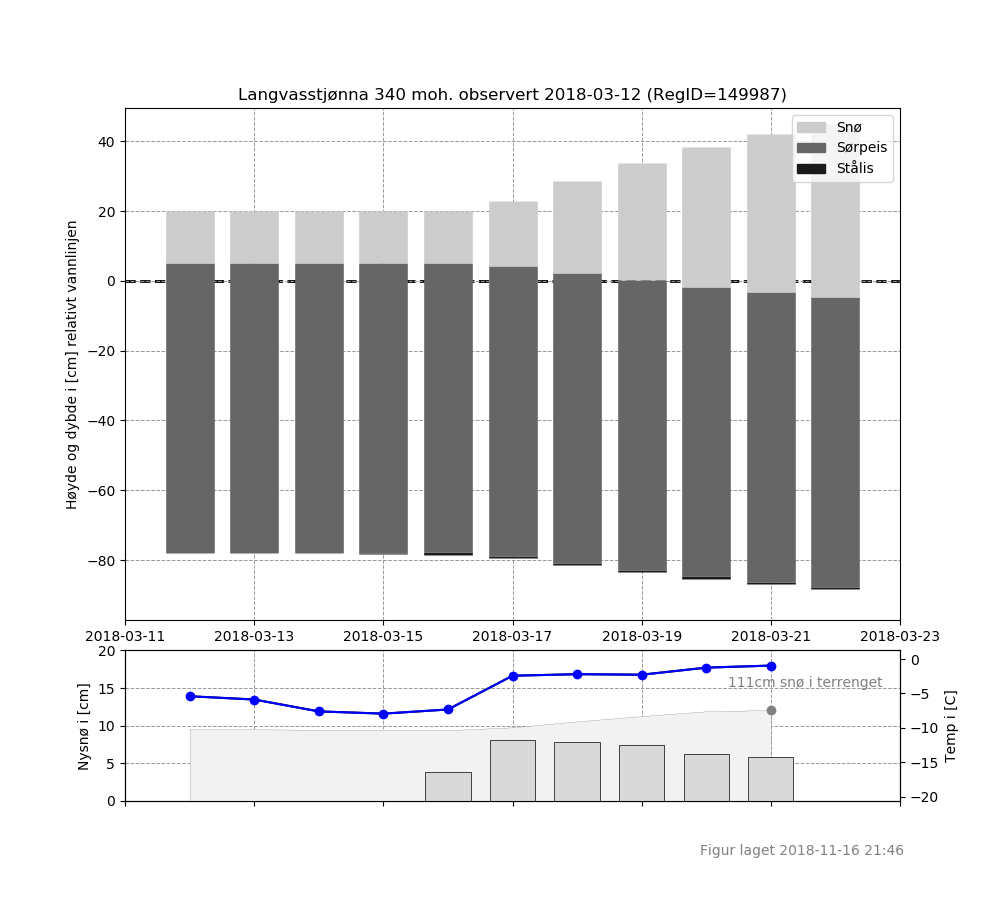 Langvasstjønna 340 moh. observert 2018-03-12 (RegID=149987)
Høyde og dybde i [cm] relativt vannlinjen
40
20
0
−20
−40
−60
−80
Snø
Sørpeis
Stålis
2018-03-11 2018-03-13 2018-03-15 2018-03-17 2018-03-19 2018-03-21 2018-03-23
Nysnø i [cm]
20
15
10
5
0
111cm snø i terrenget
0
−5
−10
−15
−20
Temp i [C]
Figur laget 2018-11-16 21:46